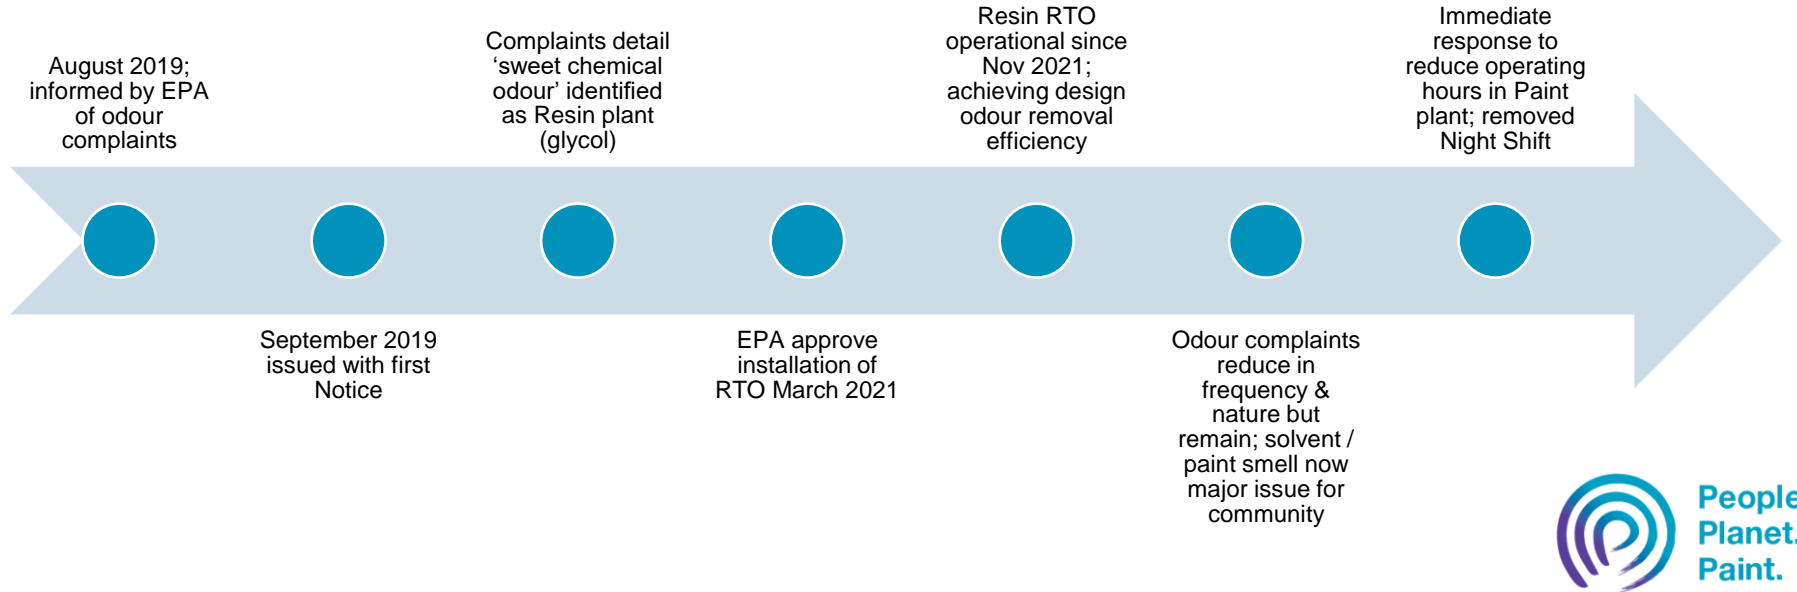 August 2019;
informed by EPA
of odour
complaints
September 2019
issued with first
Notice
Complaints detail
‘sweet chemical
odour’ identified
as Resin plant
(glycol)
EPA approve
installation of
RTO March 2021
Resin RTO
operational since
Nov 2021;
achieving design
odour removal
efficiency
Odour complaints
reduce in
frequency &
nature but
remain; solvent /
paint smell now
major issue for
community
Immediate
response to
reduce operating
hours in Paint
plant; removed
Night Shift
People
Planet.
Paint.